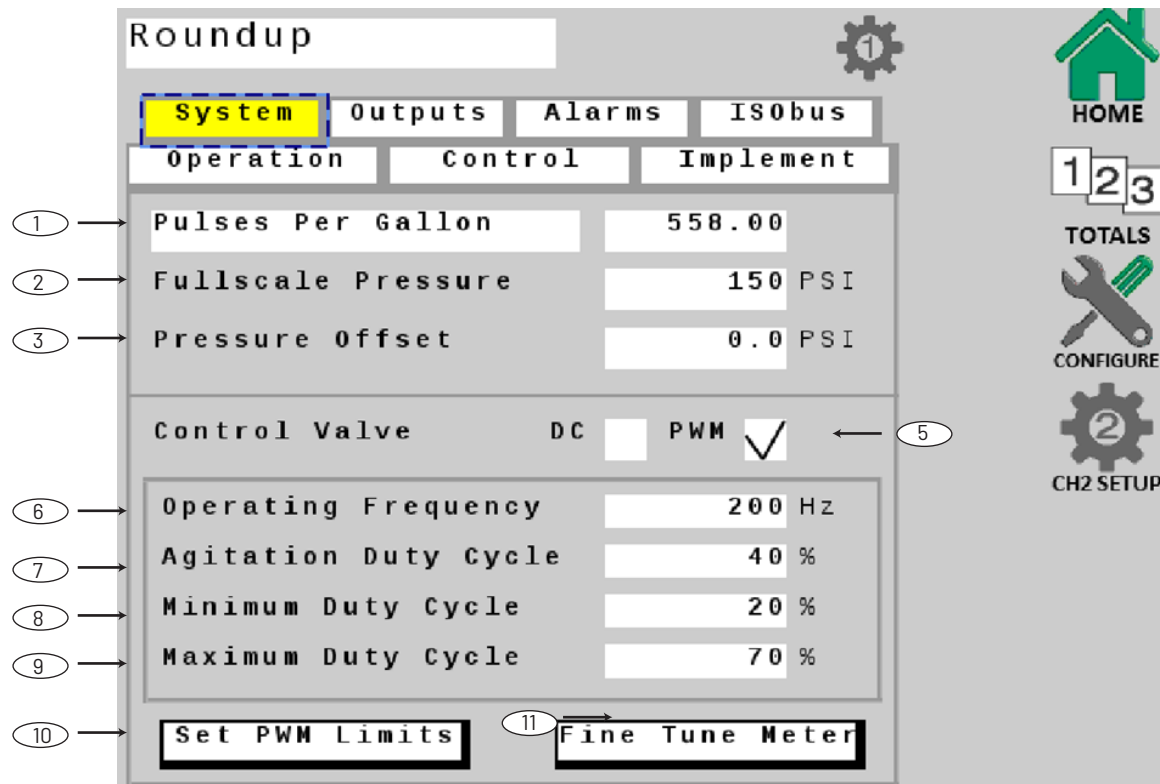 Roundup
1
HOME
System Outputs Alarms ISObus
Operation Control Implement
1 2 3
TOTALS
1 Pulses Per Gallon 558.00
2 Fullscale Pressure 150 PSI
3 Pressure Offset 0.0 PSI
CONFIGURE
Control Valve DC PWM 5
2
CH2 SETUP
6 Operating Frequency 200 Hz
7 Agitation Duty Cycle 40 %
8 Minimum Duty Cycle 20 %
9 Maximum Duty Cycle 70 %
10 Set PWM Limits 11 Fine Tune Meter